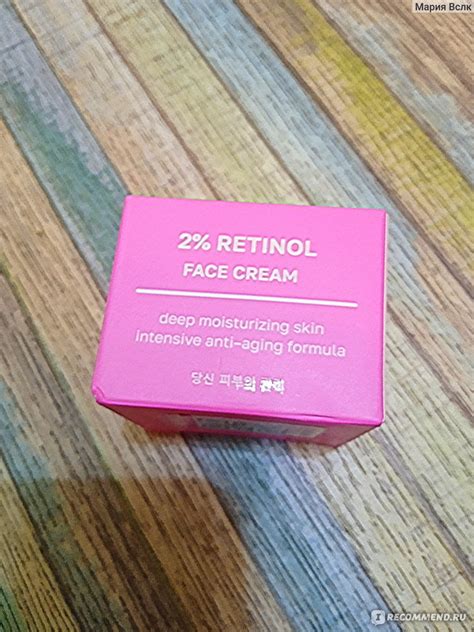 Мария Вслк
2% RETINOL
FACE CREAM
deep moisturizing skin
intensive anti-aging formula
당신 피부의
RECOMMEND.RU